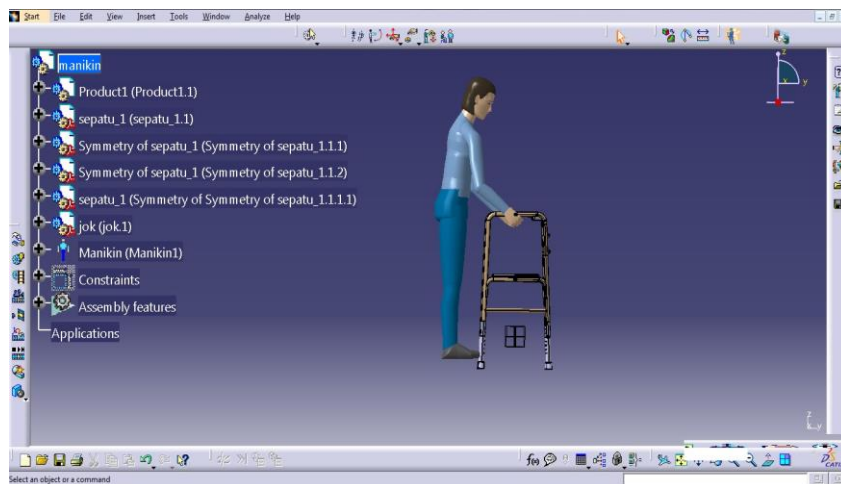 Start File Edit View Insert Tools Window Analyze Help
manikin
Product1 (Product1.1)
sepatu_1 (sepatu_1.1)
Symmetry of sepatu_1 (Symmetry of sepatu_1.1.1)
Symmetry of sepatu_1 (Symmetry of sepatu_1.1.2)
sepatu_1 (Symmetry of Symmetry of sepatu_1.1.1.1)
jok (jok.1)
Manikin (Manikin1)
Constraints
Assembly features
Applications
z
x y
z
y
f(x)
Select an object or a command